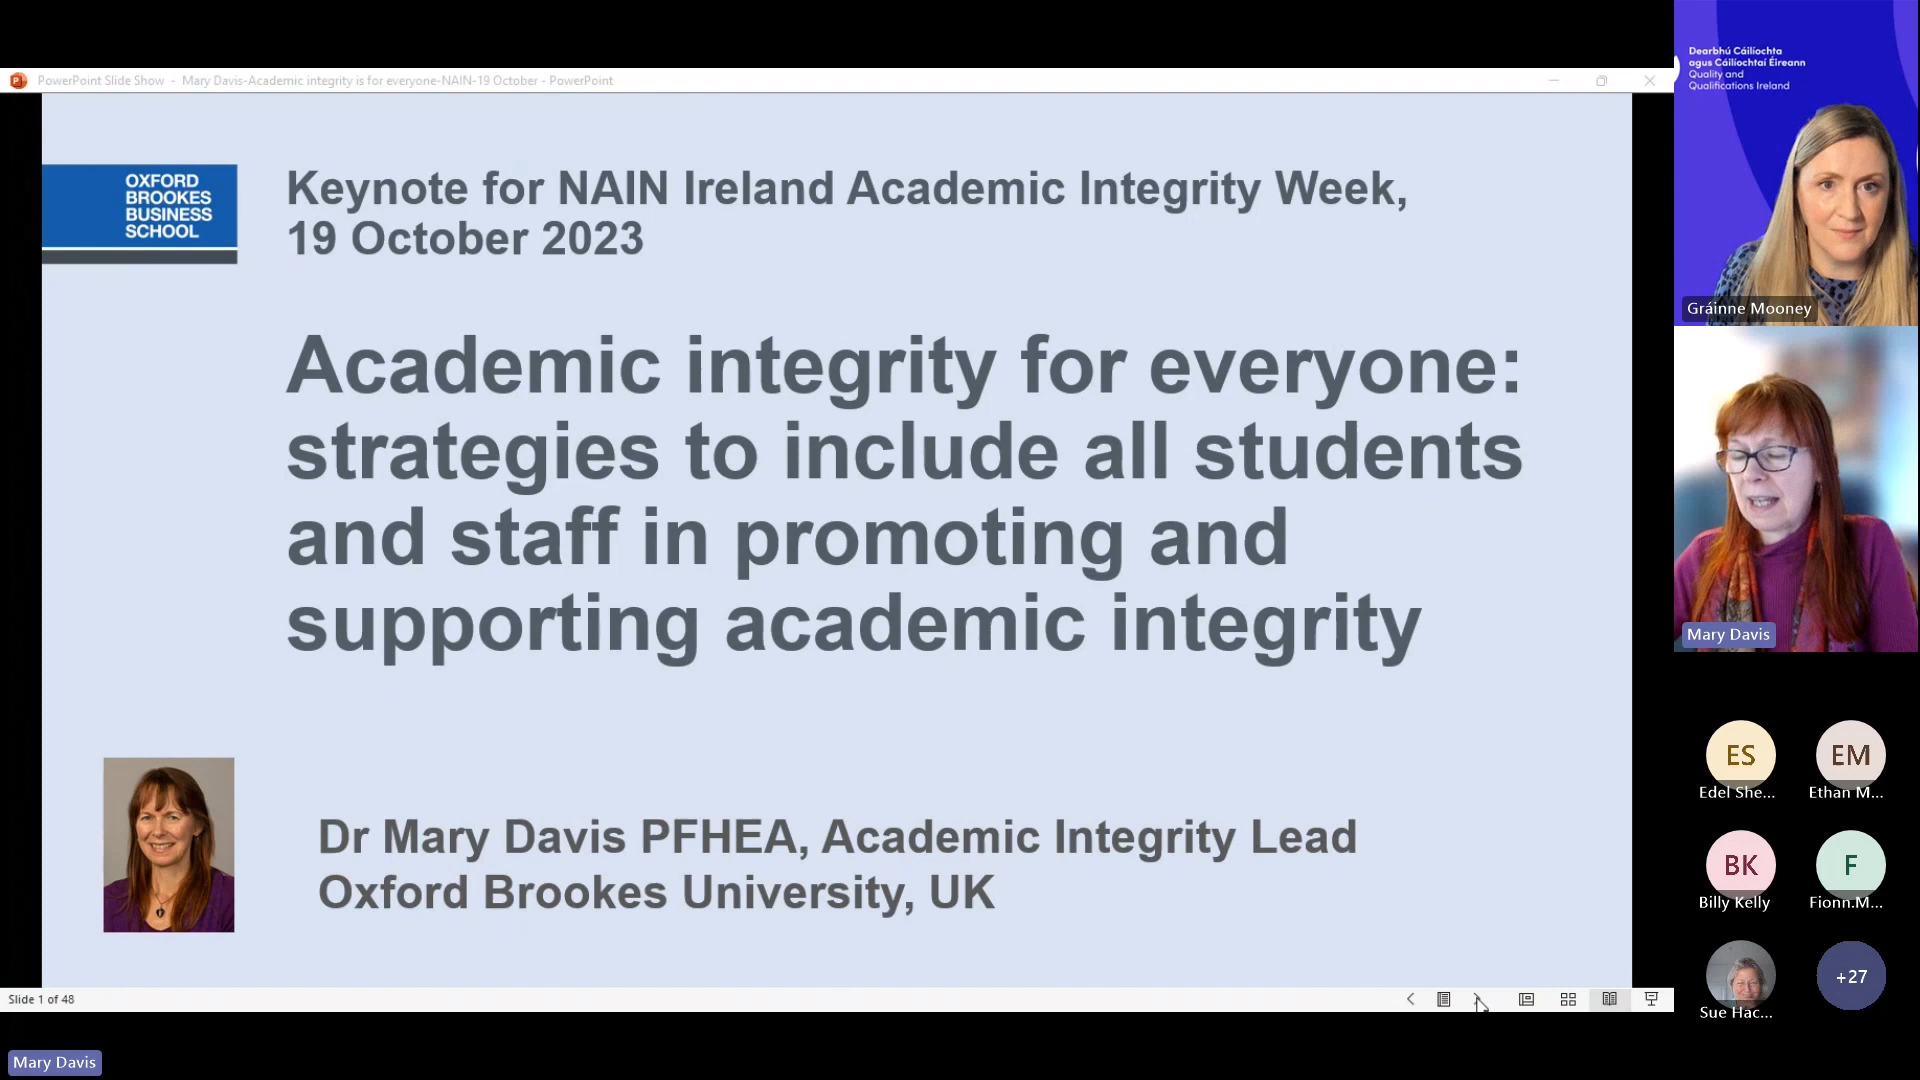 PowerPoint Slide Show - Mary Davis-Academic integrity is for everyone-NAIN-19 October - PowerPoint
OXFORD
BROOKES
BUSINESS
SCHOOL
Keynote for NAIN Ireland Academic Integrity Week,
19 October 2023
Academic integrity for everyone:
strategies to include all students
and staff in promoting and
supporting academic integrity
Dr Mary Davis PFHEA, Academic Integrity Lead
Oxford Brookes University, UK
Slide 1 of 48
Mary Davis
Dearbhú Cáilíochta
agus Cáilíochtaí Éireann
Quality and
Qualifications Ireland
Gráinne Mooney
Mary Davis
ES
Edel She...
EM
Ethan M...
BK
Billy Kelly
F
Fionn.M...
Sue Hac...
+27